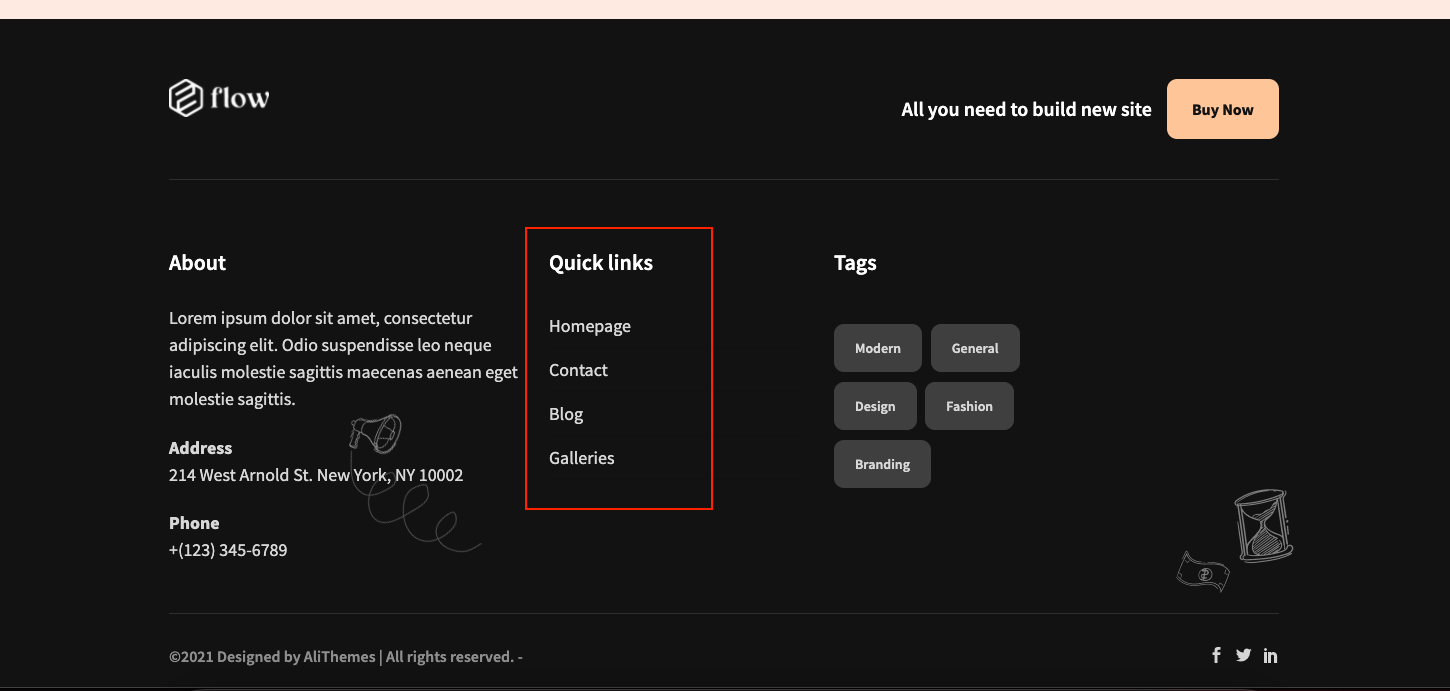 flow
All you need to build new site
Buy Now
About
Lorem ipsum dolor sit amet, consectetur
adipiscing elit. Odio suspendisse leo neque
iaculis molestie sagittis maecenas aenean eget
molestie sagittis.
Address
214 West Arnold St. New York, NY 10002
Phone
+(123) 345-6789
Quick links
Homepage
Contact
Blog
Galleries
Tags
Modern General
Design Fashion
Branding
©2021 Designed by AliThemes | All rights reserved. -